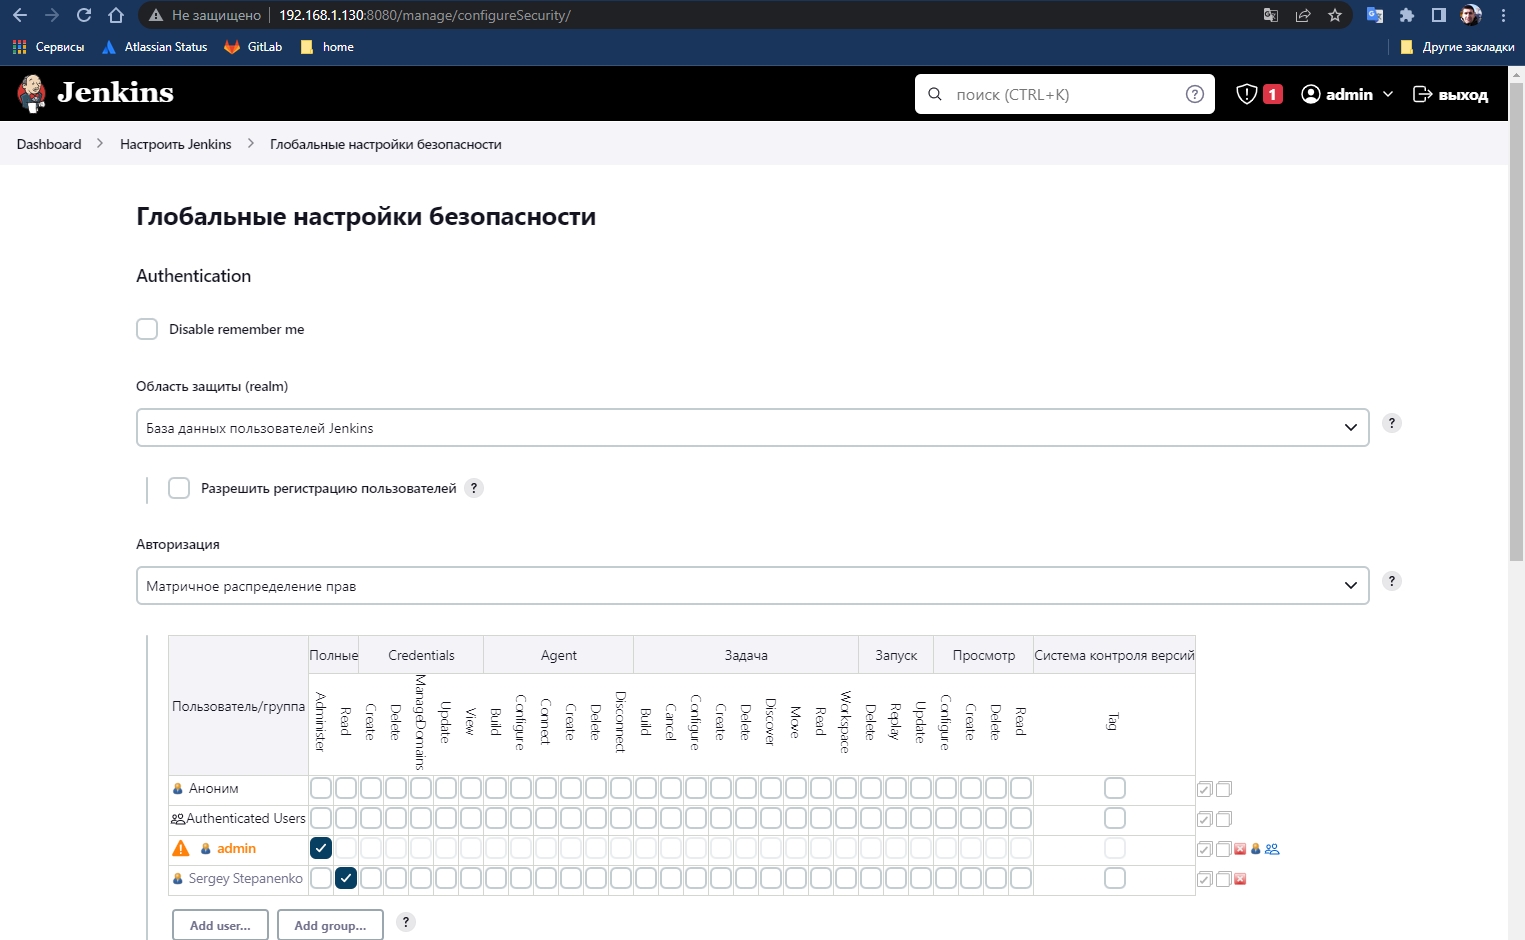 Не защищено 192.168.1.130:8080/manage/configureSecurity/
Сервисы Atlassian Status GitLab home Другие закладки
Jenkins поиск (CTRL+K) ? 1 admin выход
Dashboard Настроить Jenkins Глобальные настройки безопасности
Глобальные настройки безопасности
Authentication
Disable remember me
Область защиты (realm)
База данных пользователей Jenkins ?
Разрешить регистрацию пользователей ?
Авторизация
Матричное распределение прав ?
Пользователь/группа Полные Credentials Agent Задача Запуск Просмотр Система контроля версий
Administer Read Create Delete ManageDomains Update View Build Configure Connect Create Delete Disconnect Build Cancel Configure Create Delete Discover Move Read Workspace Delete Replay Update Configure Create Delete Read Tag
Аноним
Authenticated Users
admin
Sergey Stepanenko
Add user... Add group... ?